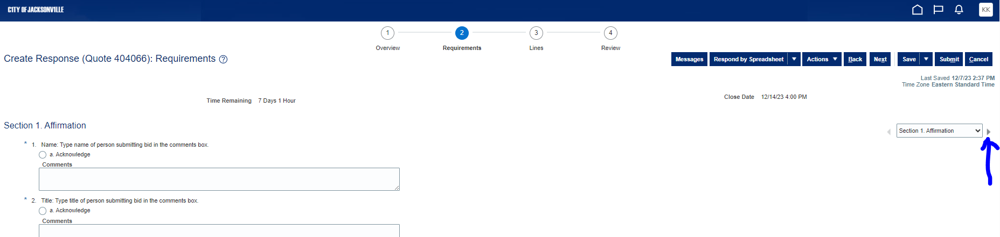 CITY OF JACKSONVILLE
KK
1 2 3 4
Overview Requirements Lines Review
Create Response (Quote 404066): Requirements ?
Messages Respond by Spreadsheet Actions Back Next Save Submit Cancel
Last Saved 12/7/23 2:37 PM
Time Zone Eastern Standard Time
Time Remaining 7 Days 1 Hour
Close Date 12/14/23 4:00 PM
Section 1. Affirmation
Section 1. Affirmation
* 1. Name: Type name of person submitting bid in the comments box.
a. Acknowledge
Comments
* 2. Title: Type title of person submitting bid in the comments box.
a. Acknowledge
Comments